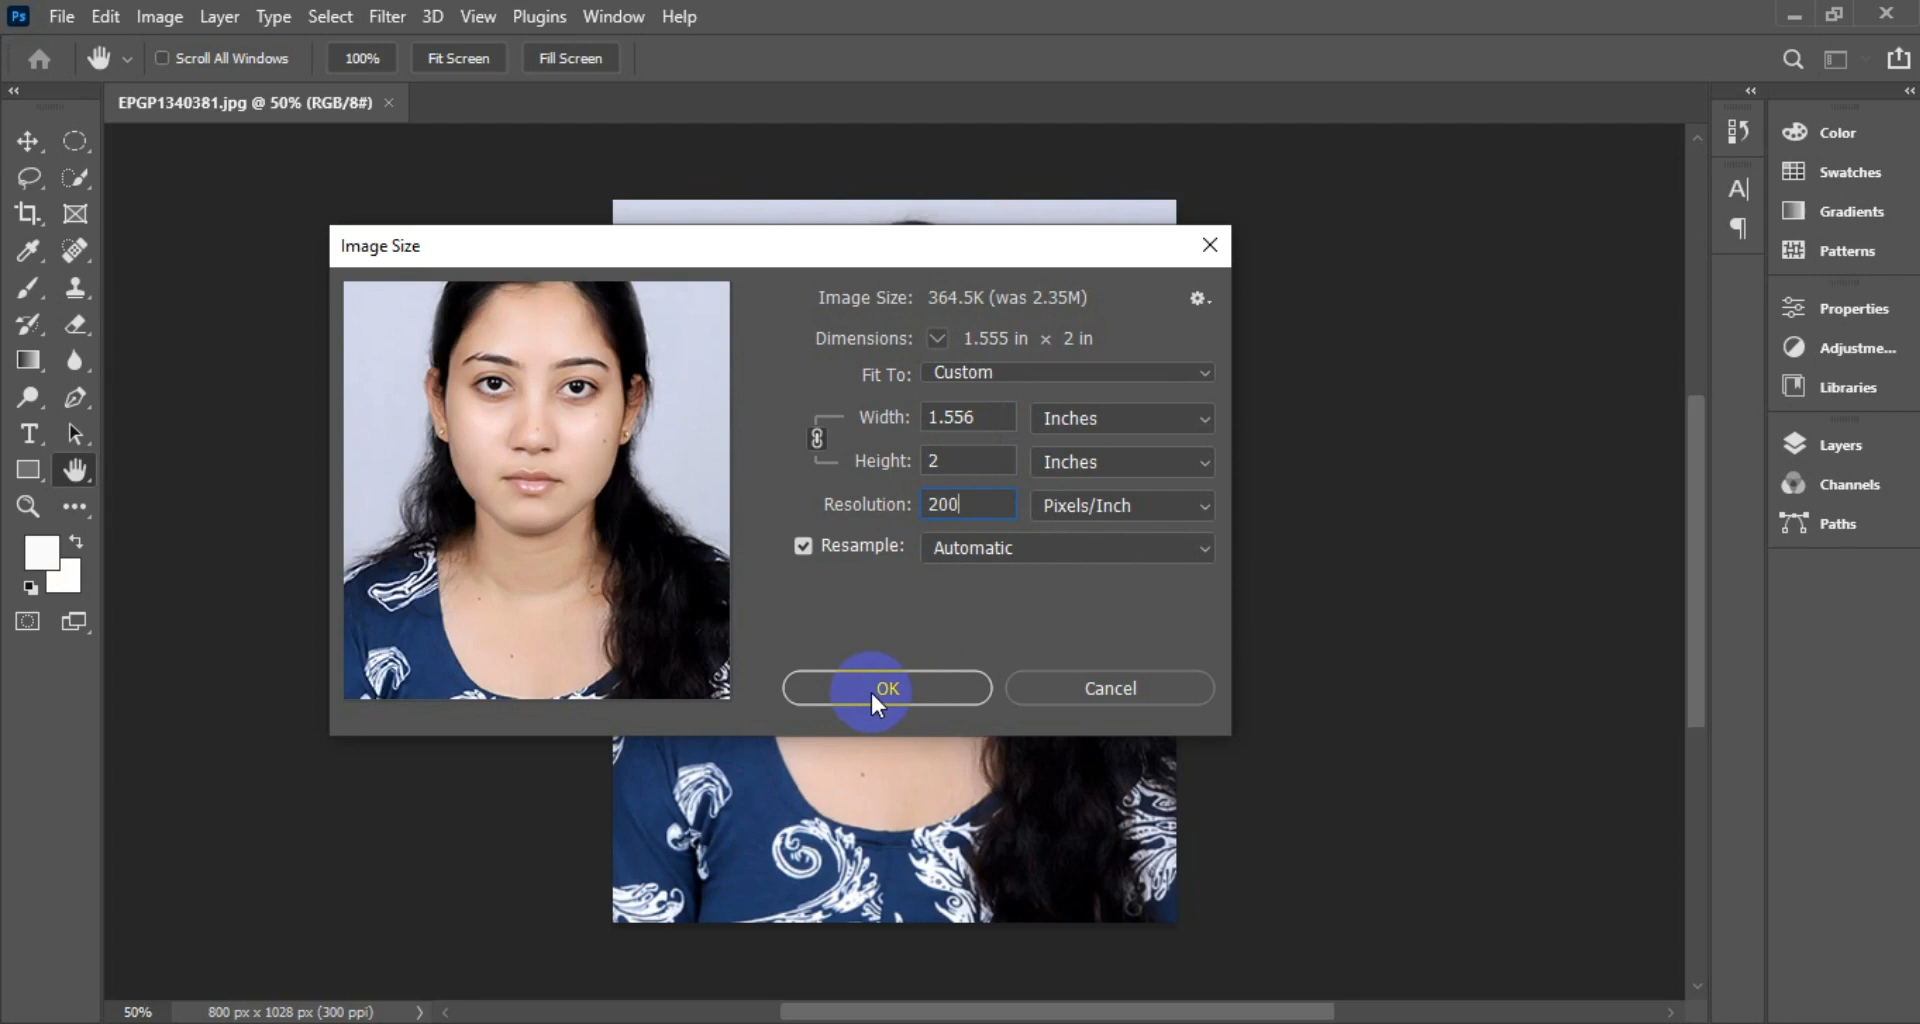 Ps File Edit Image Layer Type Select Filter 3D View Plugins Window Help
Scroll All Windows 100% Fit Screen Fill Screen
EPGP1340381.jpg @ 50% (RGB/8#) ×
Image Size
Image Size: 364.5K (was 2.35M)
Dimensions: 1.555 in × 2 in
Fit To: Custom
Width: 1.556 Inches
Height: 2 Inches
Resolution: 200 Pixels/Inch
Resample: Automatic
OK Cancel
Color
Swatches
Gradients
Patterns
Properties
Adjustme...
Libraries
Layers
Channels
Paths
50% 800 px x 1028 px (300 ppi)